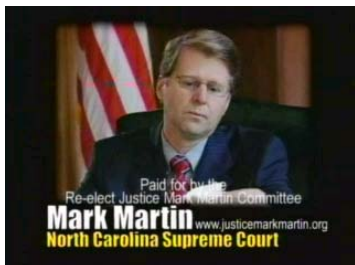 Paid for by the
Re-elect Justice Mark Martin Committee
Mark Martin www.justicemarkmartin.org
North Carolina Supreme Court